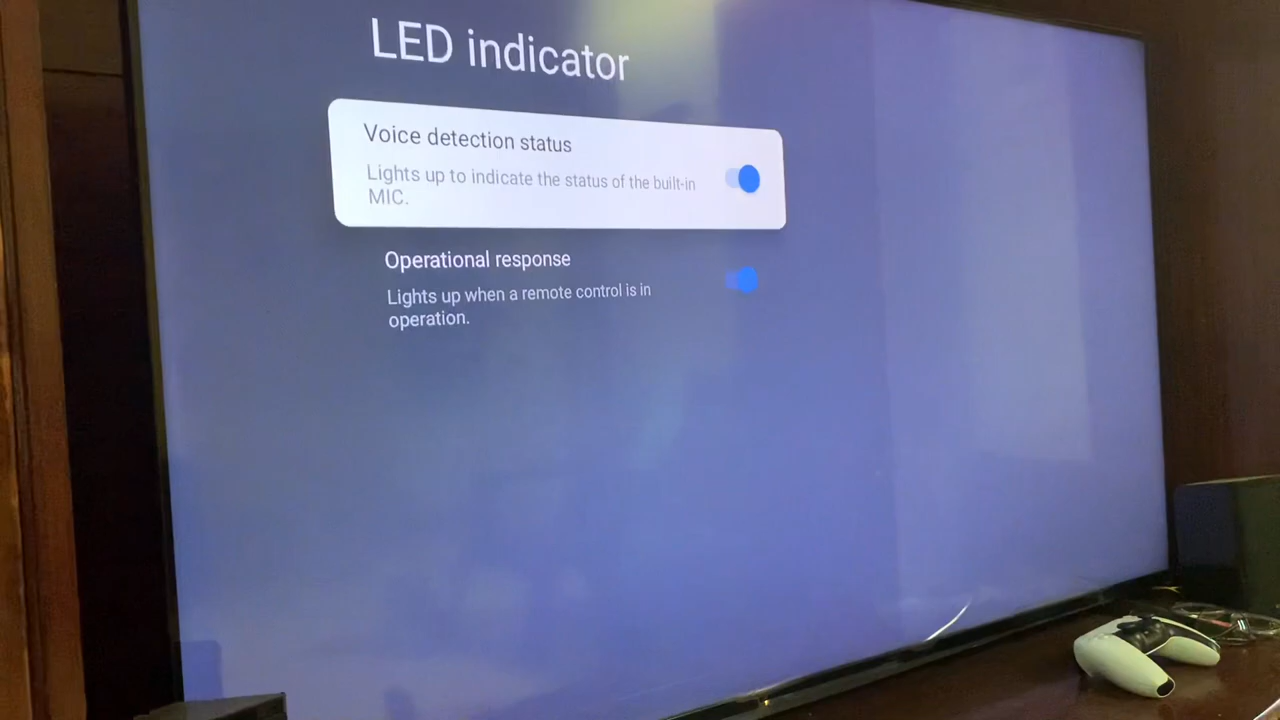 LED indicator
Voice detection status
Lights up to indicate the status of the built-in
MIC.
Operational response
Lights up when a remote control is in
operation.